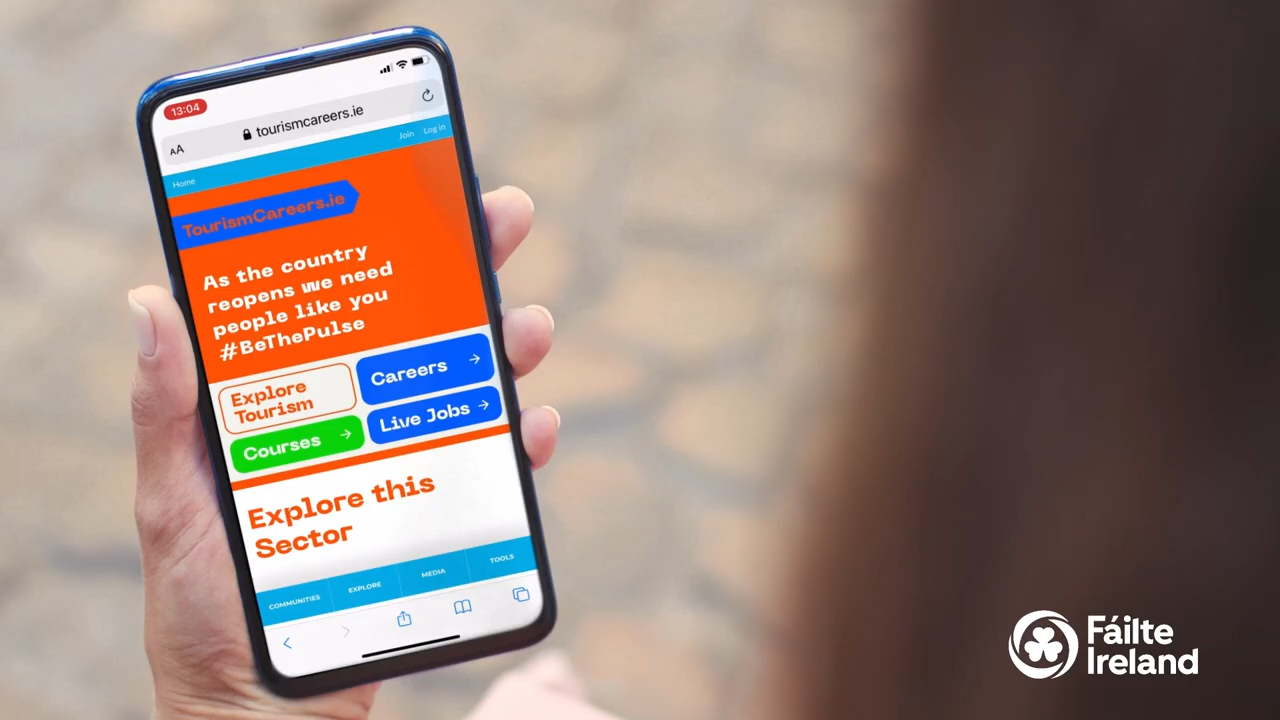 13:04
AA
tourismcareers.ie
Home
Join Log in
TourismCareers.ie
As the country
reopens we need
people like you
#BeThePulse
Explore
Tourism
Careers
Courses
Live Jobs
Explore this
Sector
COMMUNITIES
EXPLORE
MEDIA
TOOLS
Fáilte
Ireland